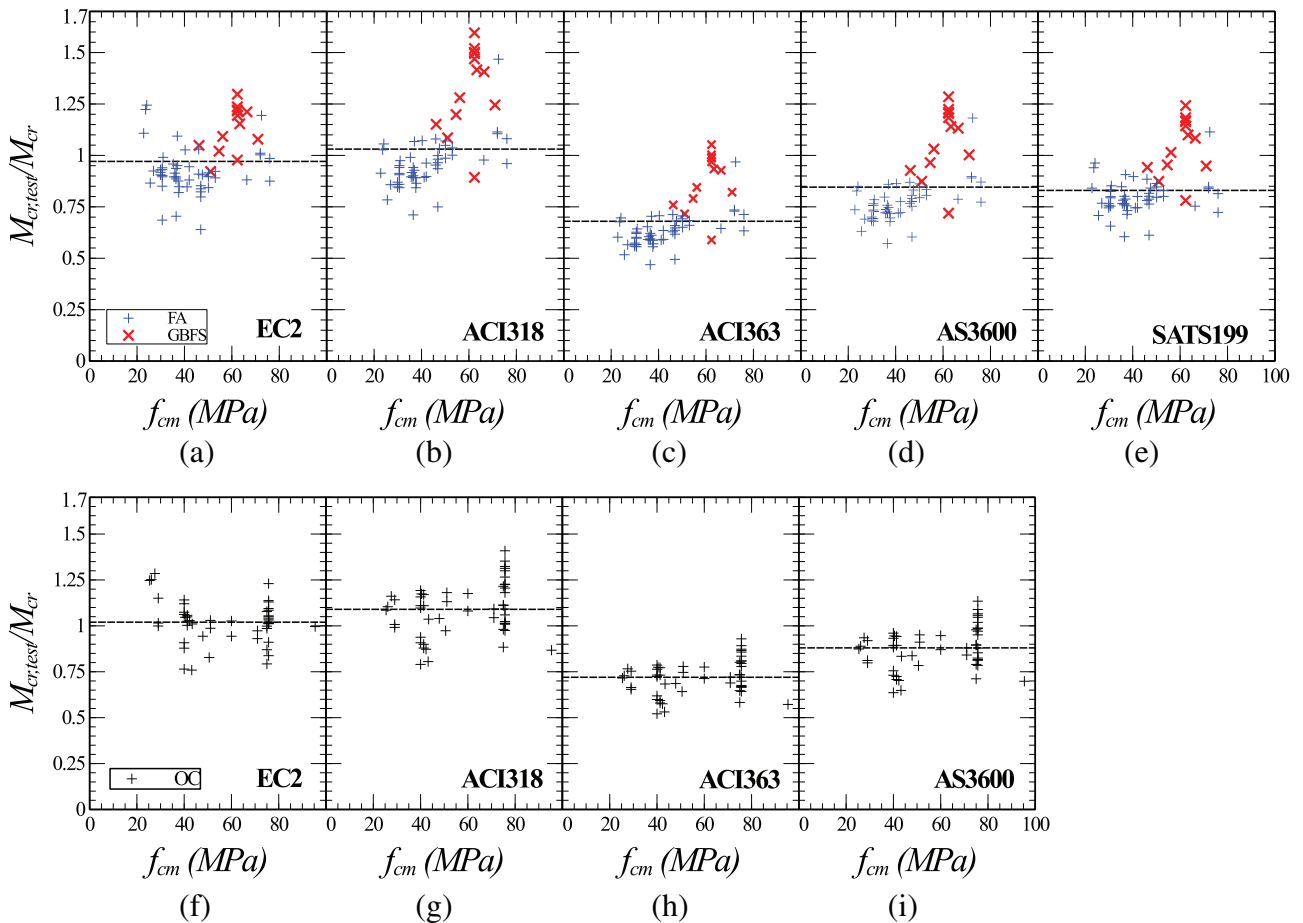 1.7
1.5
1.25
1
0.75
0.5
0.25
0
M_cr,test/M_cr
FA
GBFS
EC2
ACI318
ACI363
AS3600
SATS199
0 20 40 60 80 0 20 40 60 80 0 20 40 60 80 0 20 40 60 80 0 20 40 60 80 100
f_cm (MPa) f_cm (MPa) f_cm (MPa) f_cm (MPa) f_cm (MPa)
(a) (b) (c) (d) (e)
1.7
1.5
1.25
1
0.75
0.5
0.25
0
M_cr,test/M_cr
OC
EC2
ACI318
ACI363
AS3600
0 20 40 60 80 0 20 40 60 80 0 20 40 60 80 0 20 40 60 80 100
f_cm (MPa) f_cm (MPa) f_cm (MPa) f_cm (MPa)
(f) (g) (h) (i)